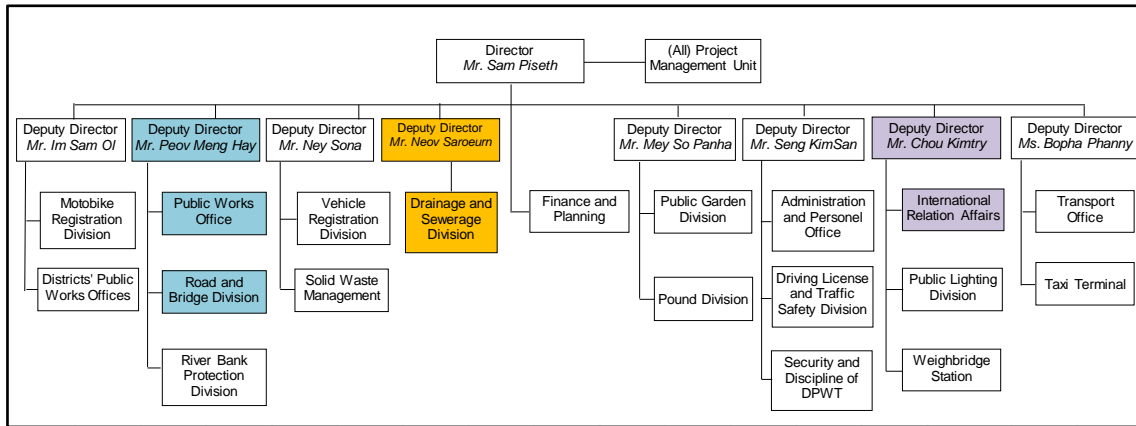 Director
Mr. Sam Piseth
(All) Project
Management Unit
Deputy Director
Mr. Im Sam Ol
Deputy Director
Mr. Peov Meng Hay
Deputy Director
Mr. Ney Sona
Deputy Director
Mr. Neov Saroeurn
Deputy Director
Mr. Mey So Panha
Deputy Director
Mr. Seng KimSan
Deputy Director
Mr. Chou Kimtry
Deputy Director
Ms. Bopha Phanny
Motobike
Registration
Division
Public Works
Office
Vehicle
Registration
Division
Drainage and
Sewerage
Division
Finance and
Planning
Public Garden
Division
Administration
and Personel
Office
International
Relation Affairs
Transport
Office
Districts' Public
Works Offices
Road and
Bridge Division
Solid Waste
Management
Pound Division
Driving License
and Traffic
Safety Division
Public Lighting
Division
Taxi Terminal
River Bank
Protection
Division
Security and
Discipline of
DPWT
Weighbridge
Station